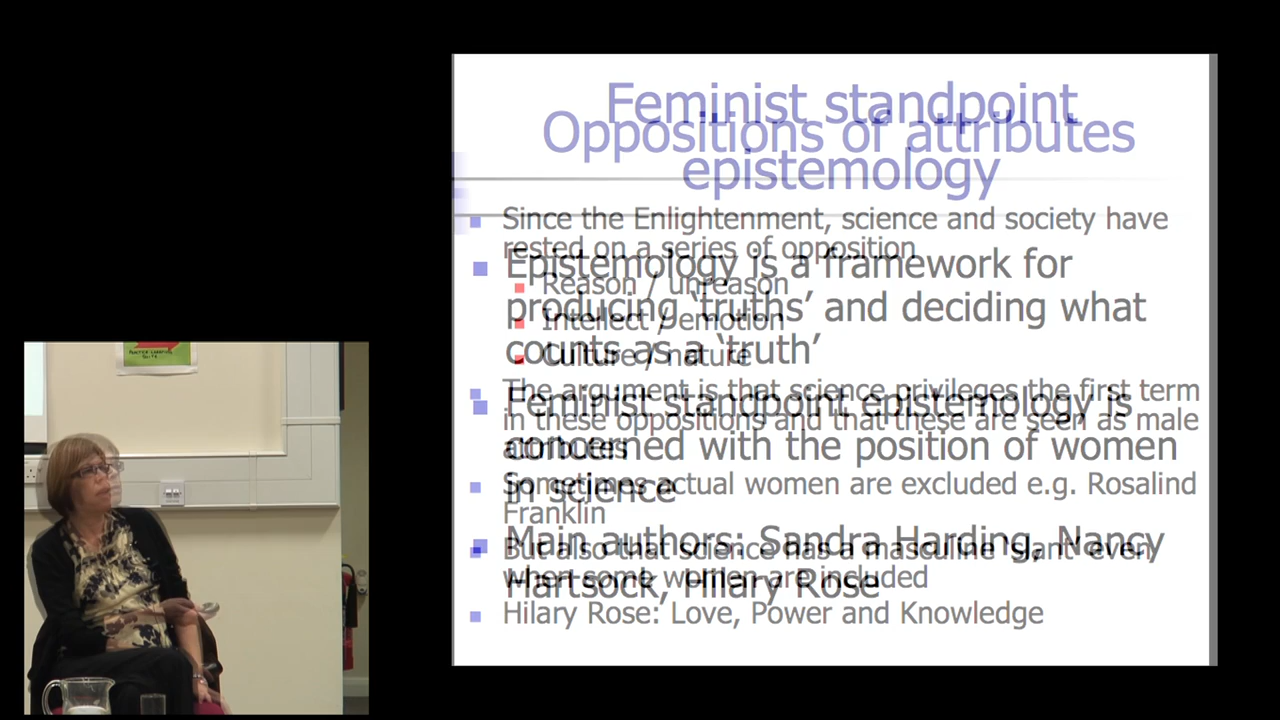 Feminist standpoint
epistemology
Epistemology is a framework for
producing ‘truths’ and deciding what
counts as a ‘truth’
Feminist standpoint epistemology is
concerned with the position of women
in science
Main authors: Sandra Harding, Nancy
Hartsock, Hilary Rose
Oppositions of attributes
Since the Enlightenment, science and society have
rested on a series of opposition
Reason / unreason
Intellect / emotion
Culture / nature
The argument is that science privileges the first term
in these oppositions and that these are seen as male
attributes
Sometimes actual women are excluded e.g. Rosalind
Franklin
But also that science has a masculine ‘slant’ even
when some women are included
Hilary Rose: Love, Power and Knowledge